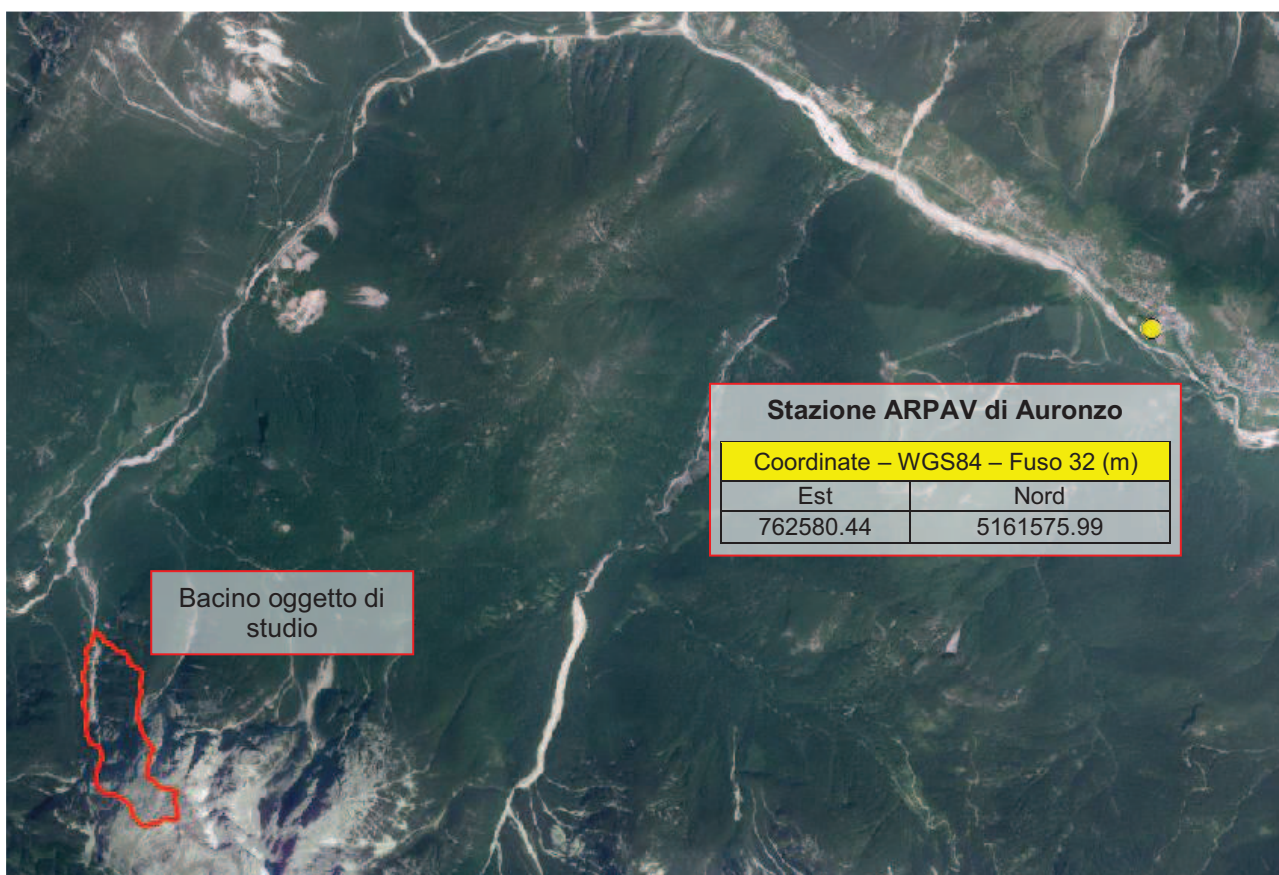 Stazione ARPAV di Auronzo
Coordinate – WGS84 – Fuso 32 (m)
Est Nord
762580.44 5161575.99
Bacino oggetto di
studio